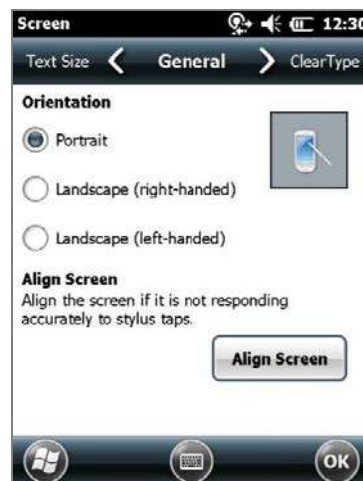 Screen 12:30
Text Size General ClearType
Orientation
Portrait
Landscape (right-handed)
Landscape (left-handed)
Align Screen
Align the screen if it is not responding
accurately to stylus taps.
Align Screen
OK